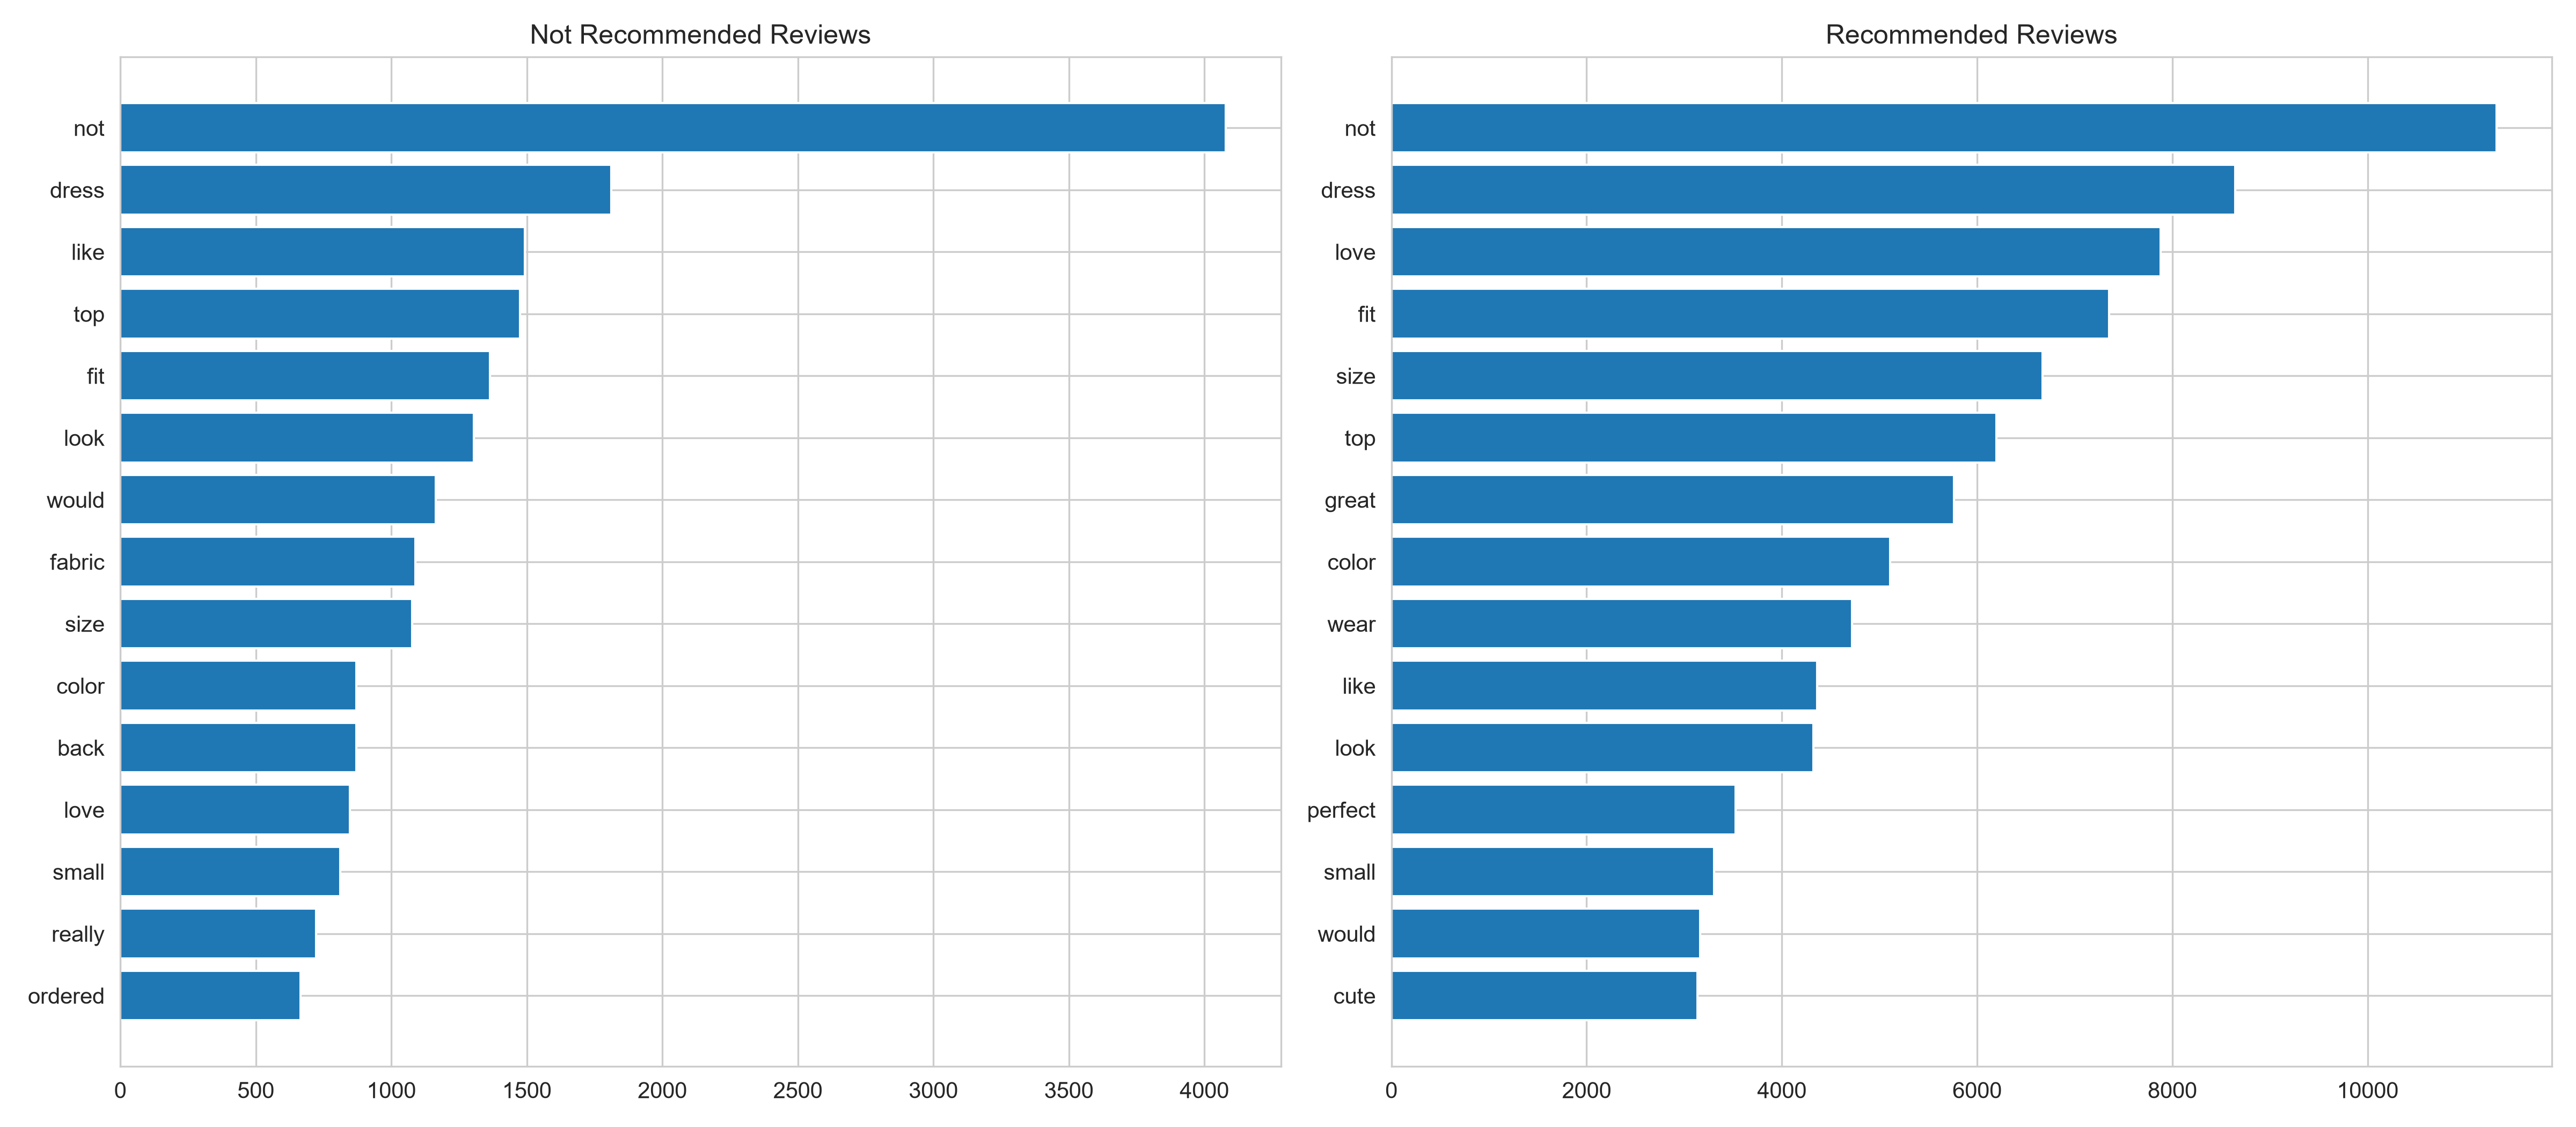 Not Recommended Reviews
not
dress
like
top
fit
look
would
fabric
size
color
back
love
small
really
ordered
0 500 1000 1500 2000 2500 3000 3500 4000
Recommended Reviews
not
dress
love
fit
size
top
great
color
wear
like
look
perfect
small
would
cute
0 2000 4000 6000 8000 10000